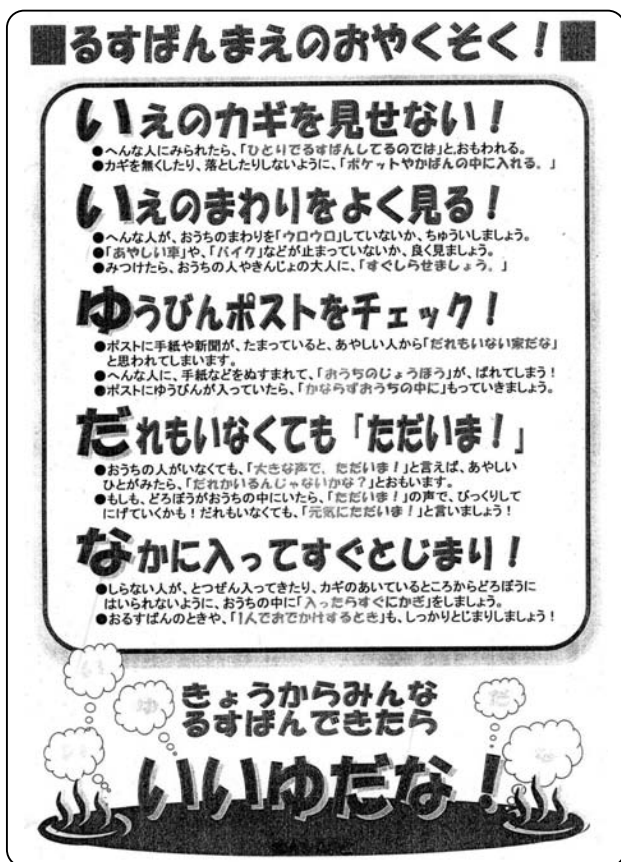 ■るすばんまえのおやくそく！■
いえのカギを見せない！
●へんな人にみられたら、「ひとりでるすばんしてるのでは」と、おもわれる。
●カギを無くしたり、落としたりしないように、「ポケットやかばんの中に入れる。」
いえのまわりをよく見る！
●へんな人が、おうちのまわりを「ウロウロ」していないか、ちゅういしましょう。
●「あやしい車」や、「バイク」などが止まっていないか、良く見ましょう。
●みつけたら、おうちの人やきんじょの大人に、「すぐしらせましょう。」
ゆうびんポストをチェック！
●ポストに手紙や新聞が、たまっていると、あやしい人から「だれもいない家だな」
と思われてしまいます。
●へんな人に、手紙などをぬすまれて、「おうちのじょうほう」が、ばれてしまう！
●ポストにゆうびんが入っていたら、「かならずおうちの中に」もっていきましょう。
だれもいなくても「ただいま！」
●おうちの人がいなくても、「大きな声で、ただいま！」と言えば、あやしい
ひとがみたら、「だれかいるんじゃないかな？」とおもいます。
●もしも、どろぼうがおうちの中にいたら、「ただいま！」の声で、びっくりして
にげていくかも！だれもいなくても、「元気にただいま！」と言いましょう！
なかに入ってすぐとじまり！
●しらない人が、とつぜん入ってきたり、カギのあいているところからどろぼうに
はいられないように、おうちの中に「入ったらすぐにかぎ」をしましょう。
●おるすばんのときや、「1人でおでかけするとき」も、しっかりとじまりしましょう！
い
ゆ
だ
きょうからみんな
るすばんできたら
いいゆだな！